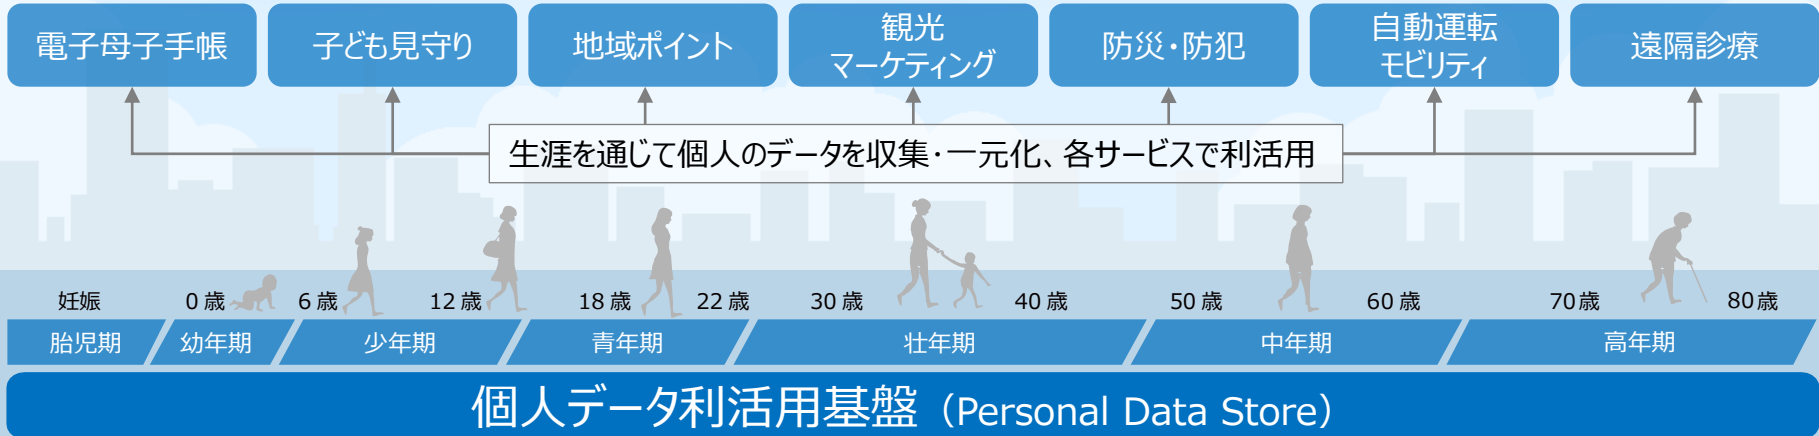 電子母子手帳
子ども見守り
地域ポイント
観光
マーケティング
防災・防犯
自動運転
モビリティ
遠隔診療
生涯を通じて個人のデータを収集・一元化、各サービスで利活用
妊娠
0 歳
6 歳
12 歳
18 歳
22 歳
30 歳
40 歳
50 歳
60 歳
70歳
80歳
胎児期
幼年期
少年期
青年期
壮年期
中年期
高年期
個人データ利活用基盤（Personal Data Store）